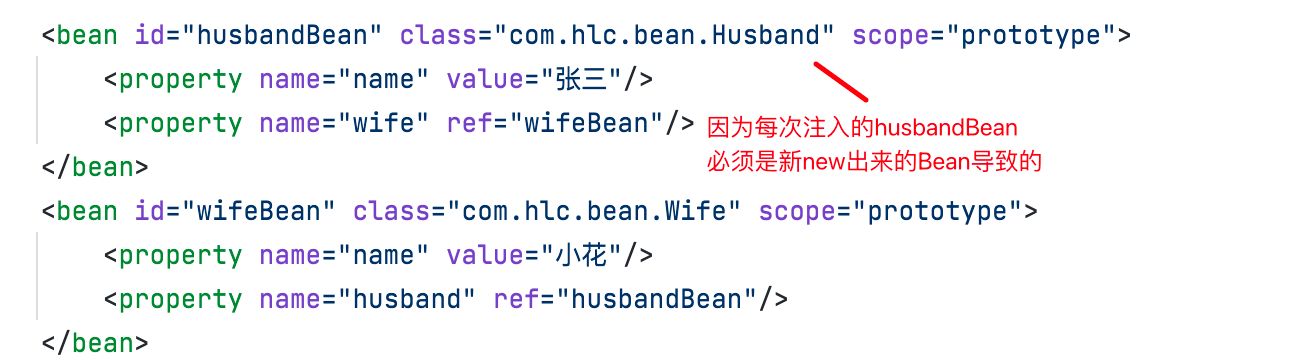 <bean id="husbandBean" class="com.hlc.bean.Husband" scope="prototype">
<property name="name" value="张三"/>
<property name="wife" ref="wifeBean"/>
因为每次注入的husbandBean
必须是新new出来的Bean导致的
</bean>
<bean id="wifeBean" class="com.hlc.bean.Wife" scope="prototype">
<property name="name" value="小花"/>
<property name="husband" ref="husbandBean"/>
</bean>